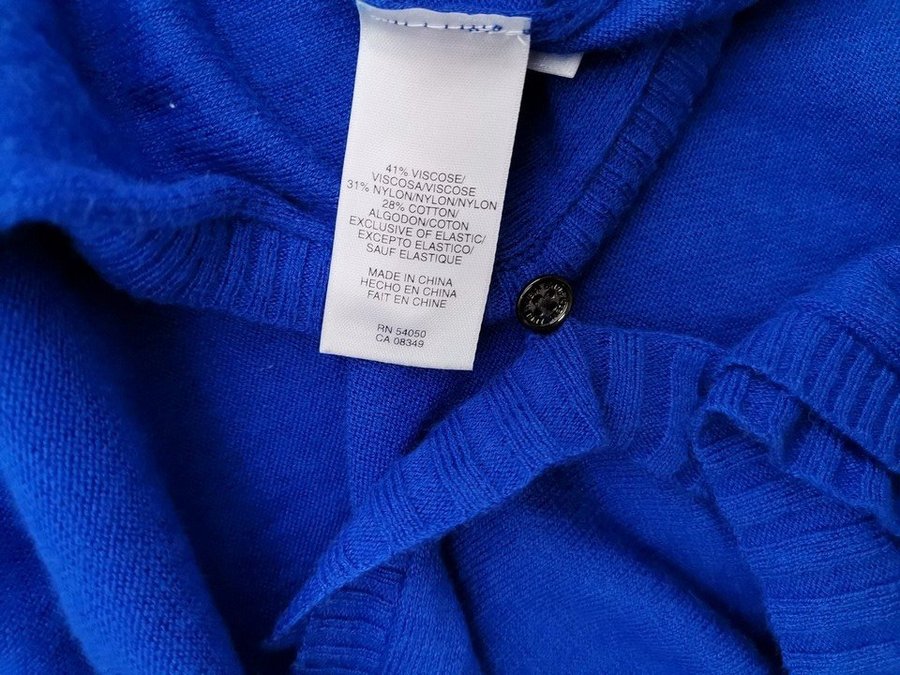 41% VISCOSE/
VISCOSA/VISCOSE
31% NYLON/NYLON/NYLON
28% COTTON/
ALGODON/COTON
EXCLUSIVE OF ELASTIC/
EXCEPTO ELASTICO/
SAUF ELASTIQUE
MADE IN CHINA
HECHO EN CHINA
FAIT EN CHINE
RN 54050
CA 08349